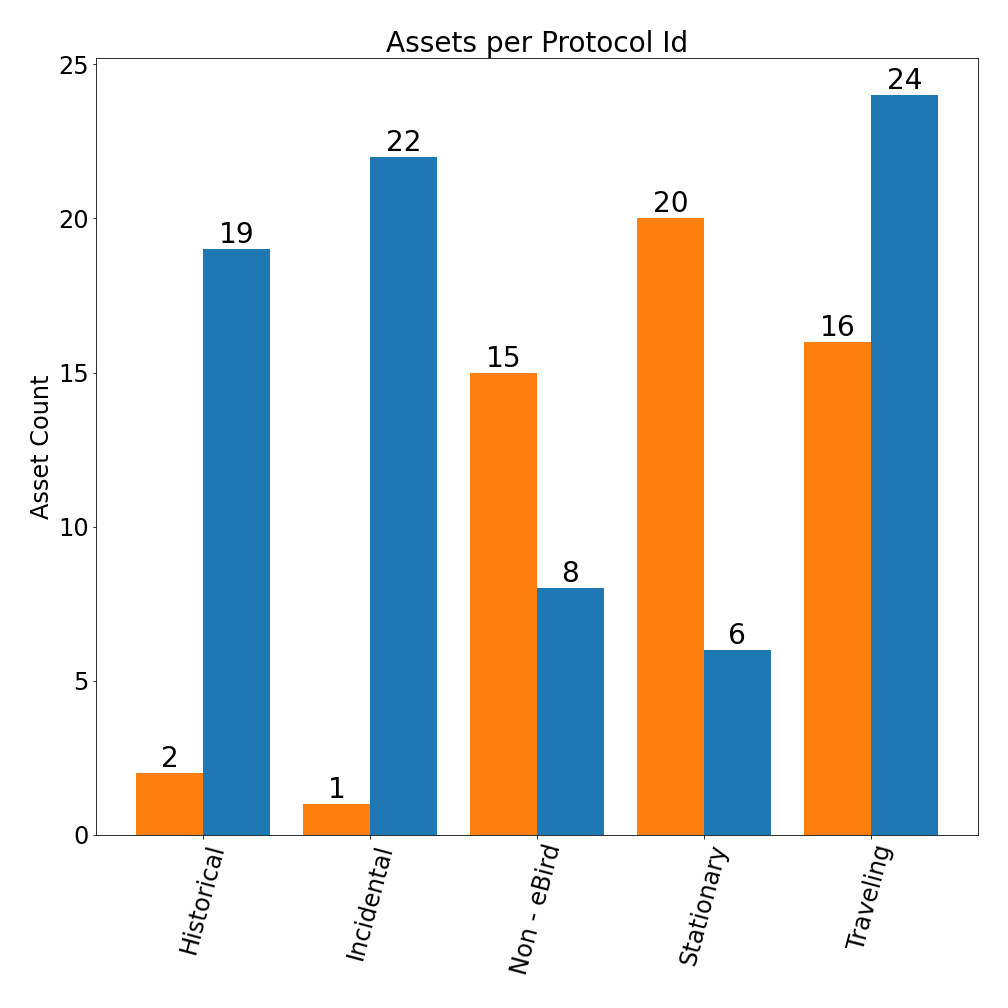 Assets per Protocol Id
Asset Count
25
20
15
10
5
0
2
19
1
22
15
8
20
6
16
24
Historical
Incidental
Non - eBird
Stationary
Traveling